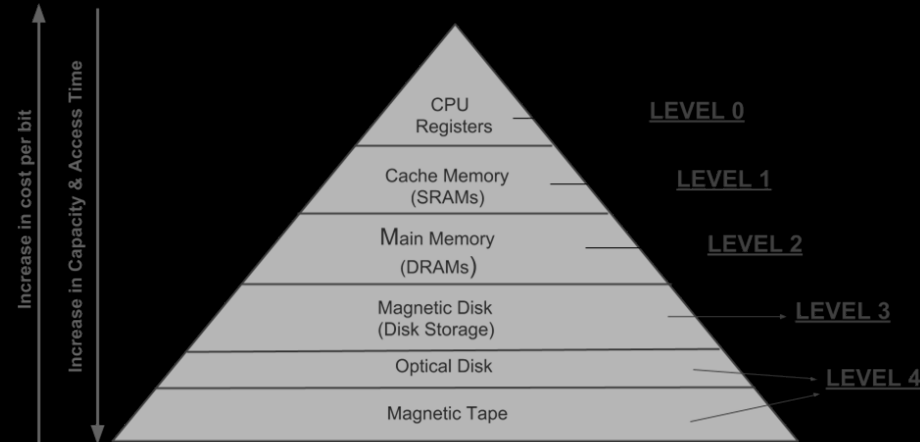 Increase in cost per bit
Increase in Capacity & Access Time
CPU
Registers
LEVEL 0
Cache Memory
(SRAMs)
LEVEL 1
Main Memory
(DRAMs)
LEVEL 2
Magnetic Disk
(Disk Storage)
LEVEL 3
Optical Disk
LEVEL 4
Magnetic Tape